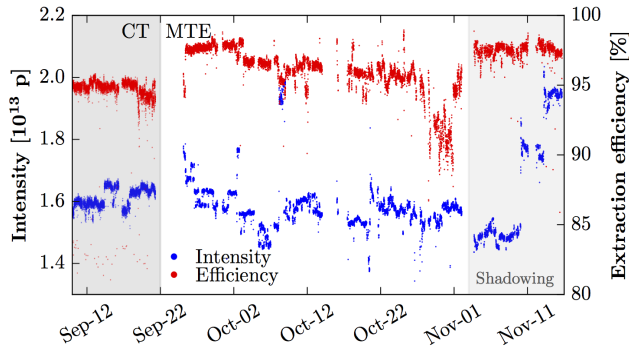 CT MTE
2.2
2.0
1.8
1.6
1.4
Intensity [10^13 p]
100
95
90
85
80
Extraction efficiency [%]
Intensity
Efficiency
Shadowing
Sep-12 Sep-22 Oct-02 Oct-12 Oct-22 Nov-01 Nov-11